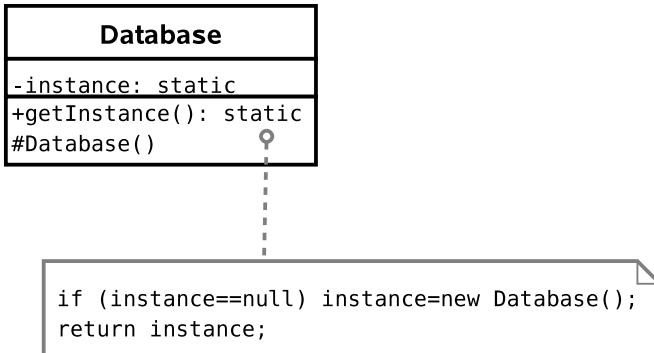 Database
-instance: static
+getInstance(): static
#Database()
if (instance==null) instance=new Database();
return instance;